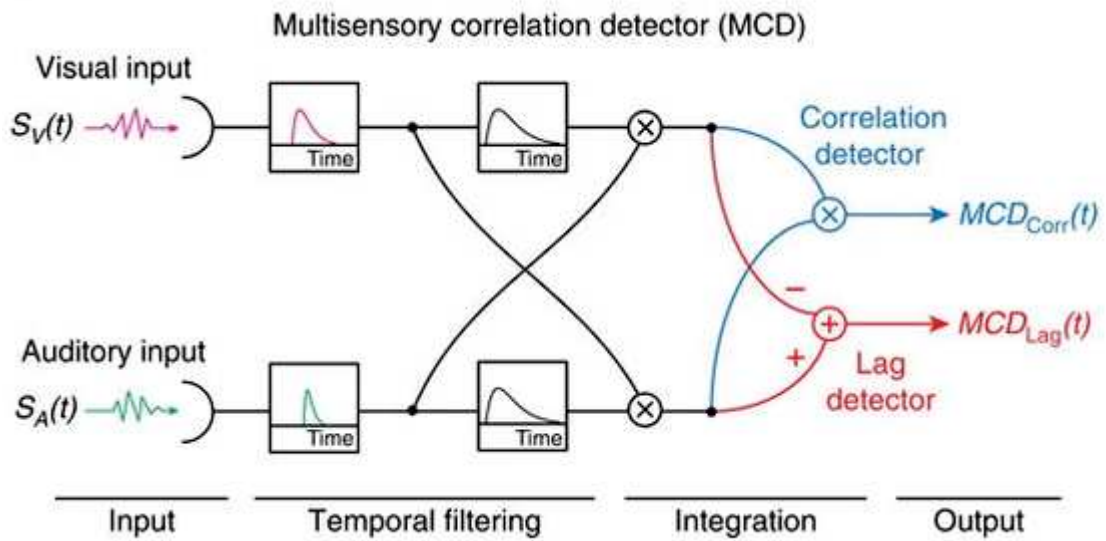 Multisensory correlation detector (MCD)
Visual input
S_V(t)
Time
Time
×
Correlation
detector
×
MCD_Corr(t)
−
+
MCD_Lag(t)
+
Lag
detector
Auditory input
S_A(t)
Time
Time
×
Input
Temporal filtering
Integration
Output